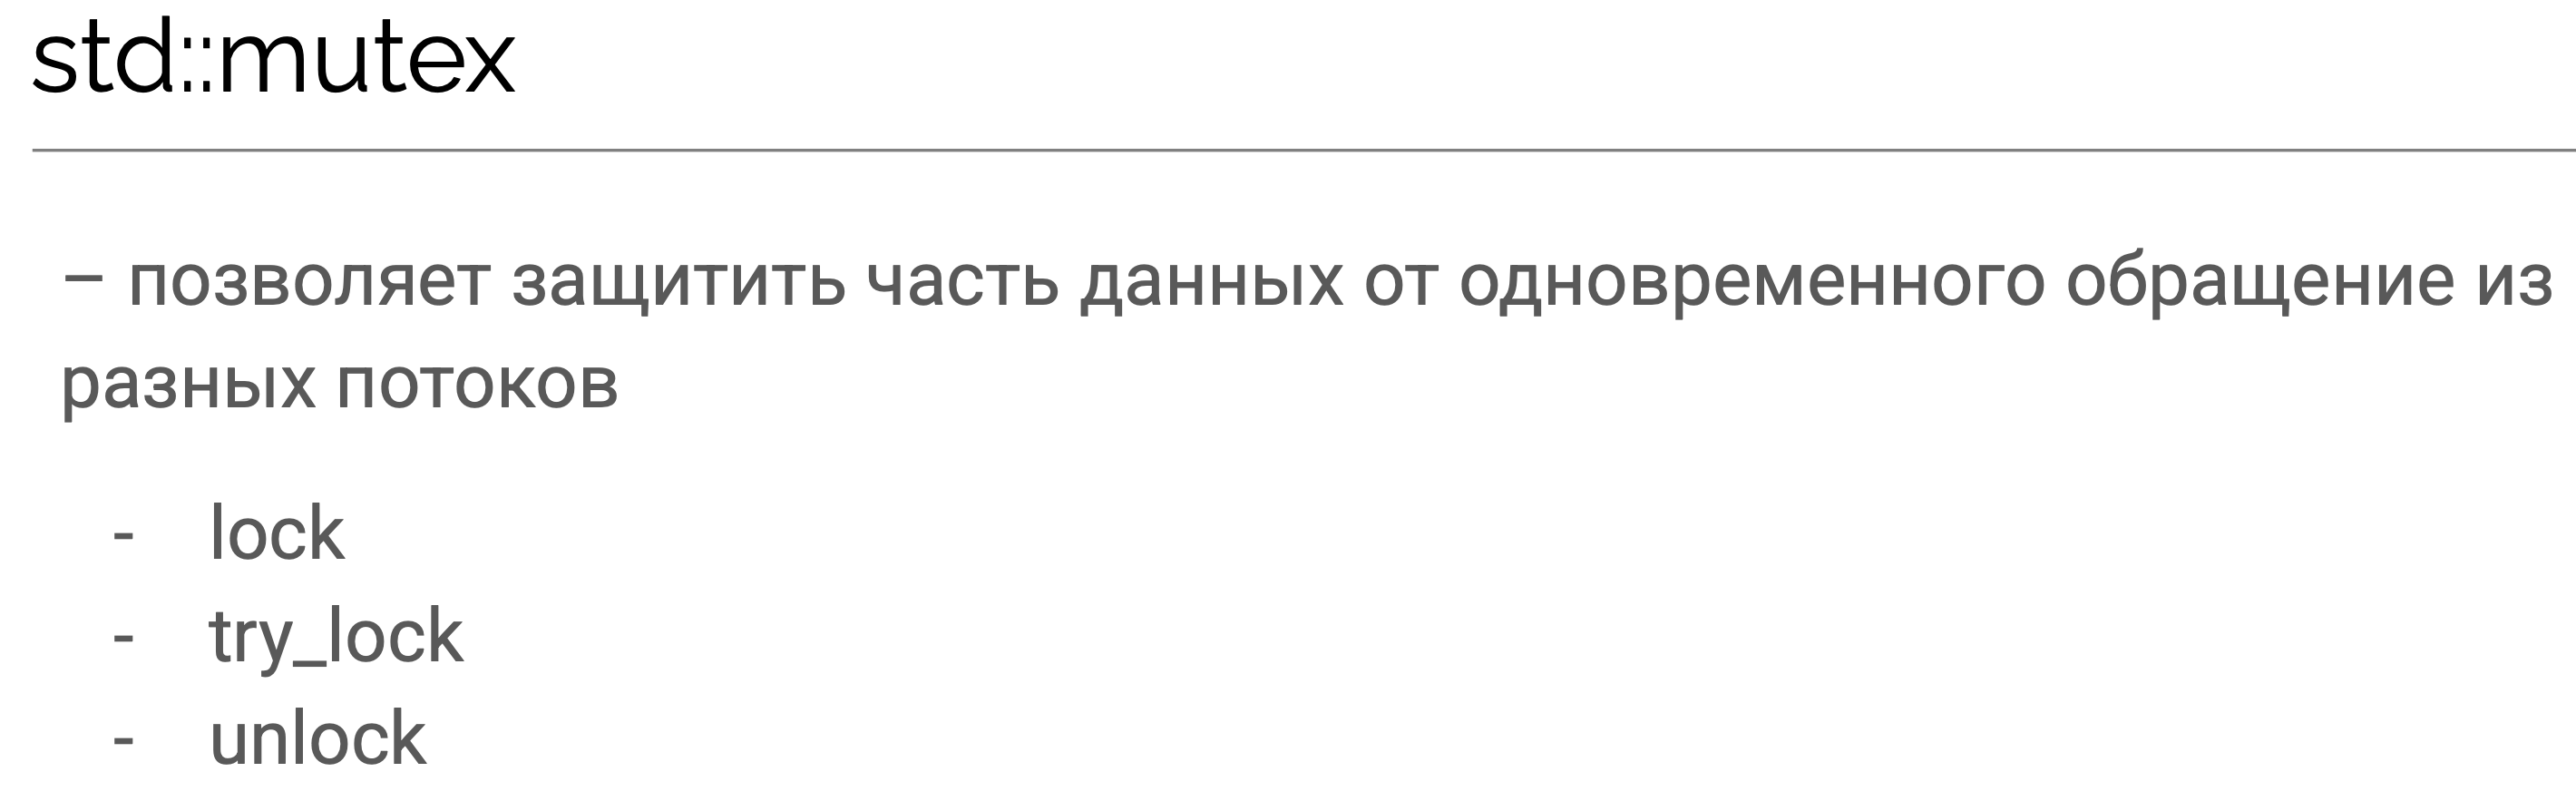 std::mutex
– позволяет защитить часть данных от одновременного обращение из
разных потоков
- lock
- try_lock
- unlock